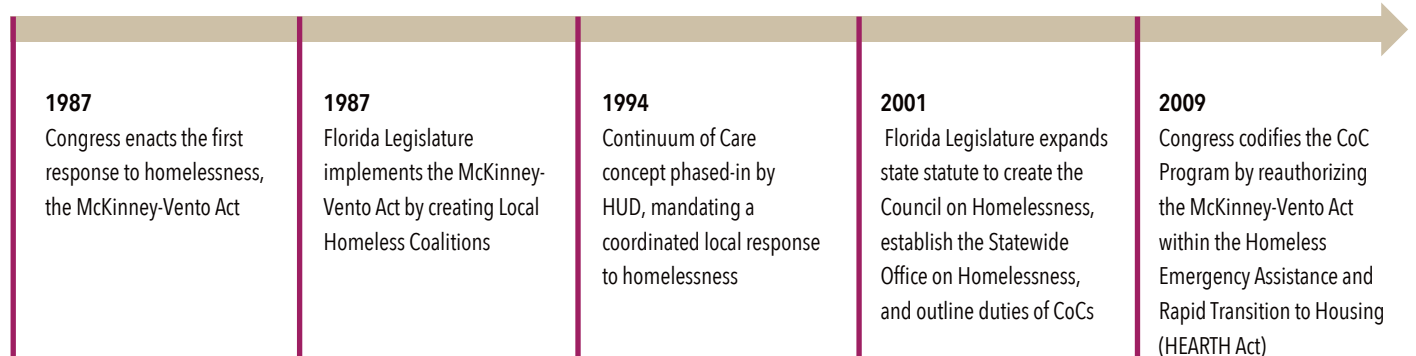 1987
Congress enacts the first
response to homelessness,
the McKinney-Vento Act
1987
Florida Legislature
implements the McKinney-
Vento Act by creating Local
Homeless Coalitions
1994
Continuum of Care
concept phased-in by
HUD, mandating a
coordinated local response
to homelessness
2001
Florida Legislature expands
state statute to create the
Council on Homelessness,
establish the Statewide
Office on Homelessness,
and outline duties of CoCs
2009
Congress codifies the CoC
Program by reauthorizing
the McKinney-Vento Act
within the Homeless
Emergency Assistance and
Rapid Transition to Housing
(HEARTH Act)